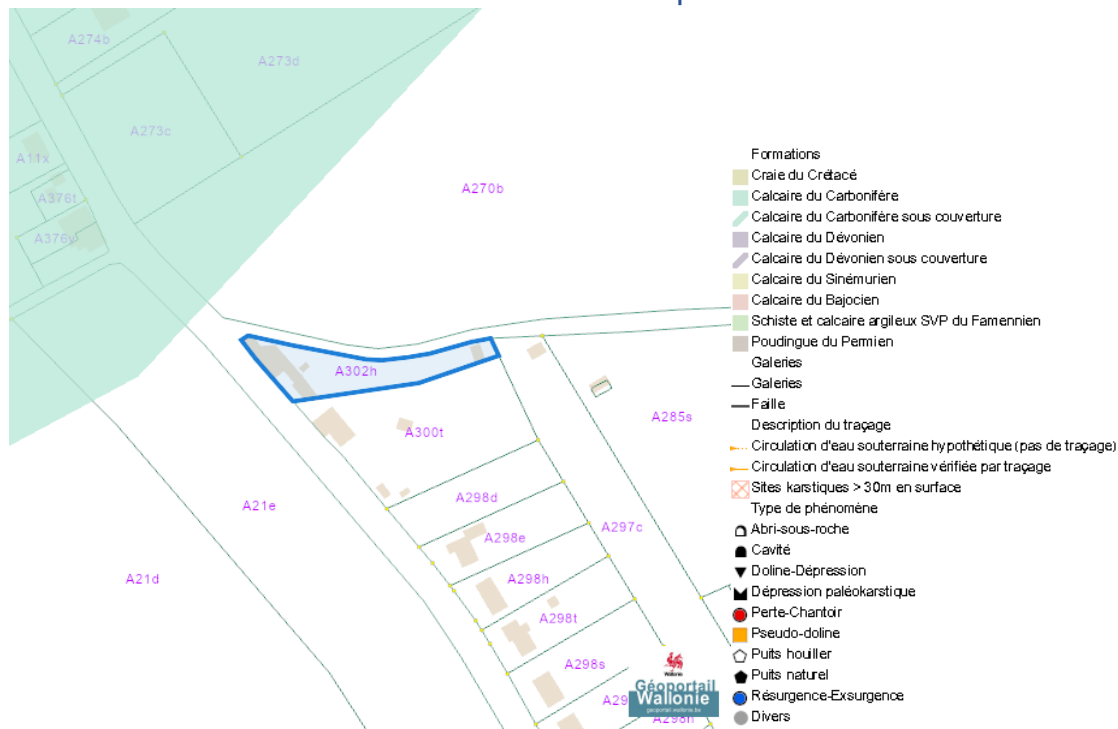 A274b
A273d
A273c
A11x
A376t
A376y
A270b
A302h
A300t
A285s
A298d
A21e
A298e
A297c
A298h
A21d
A298t
A298s
A298h
Formations
Craie du Crétacé
Calcaire du Carbonifère
Calcaire du Carbonifère sous couverture
Calcaire du Dévonien
Calcaire du Dévonien sous couverture
Calcaire du Sinémurien
Calcaire du Bajocien
Schiste et calcaire argileux SVP du Famennien
Poudingue du Permien
Galeries
Galeries
Faille
Description du traçage
Circulation d'eau souterraine hypothétique (pas de traçage)
Circulation d'eau souterraine vérifiée par traçage
Sites karstiques > 30m en surface
Type de phénomène
Abri-sous-roche
Cavité
Doline-Dépression
Dépression paléokarstique
Perte-Chantoir
Pseudo-doline
Puits houiller
Puits naturel
Résurgence-Exsurgence
Divers
Wallonie
Géoportail
Wallonie
geoportail.wallonie.be